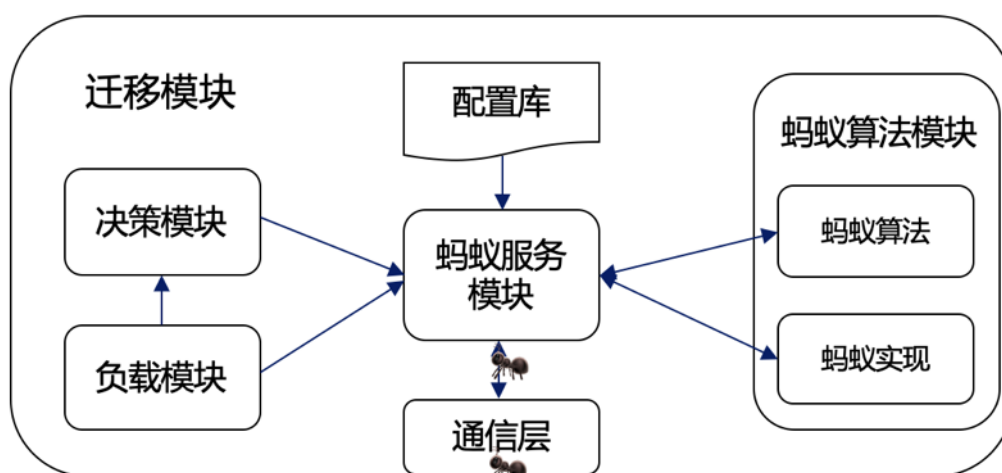 迁移模块
配置库
蚂蚁算法模块
决策模块
蚂蚁服务
模块
蚂蚁算法
负载模块
蚂蚁实现
通信层